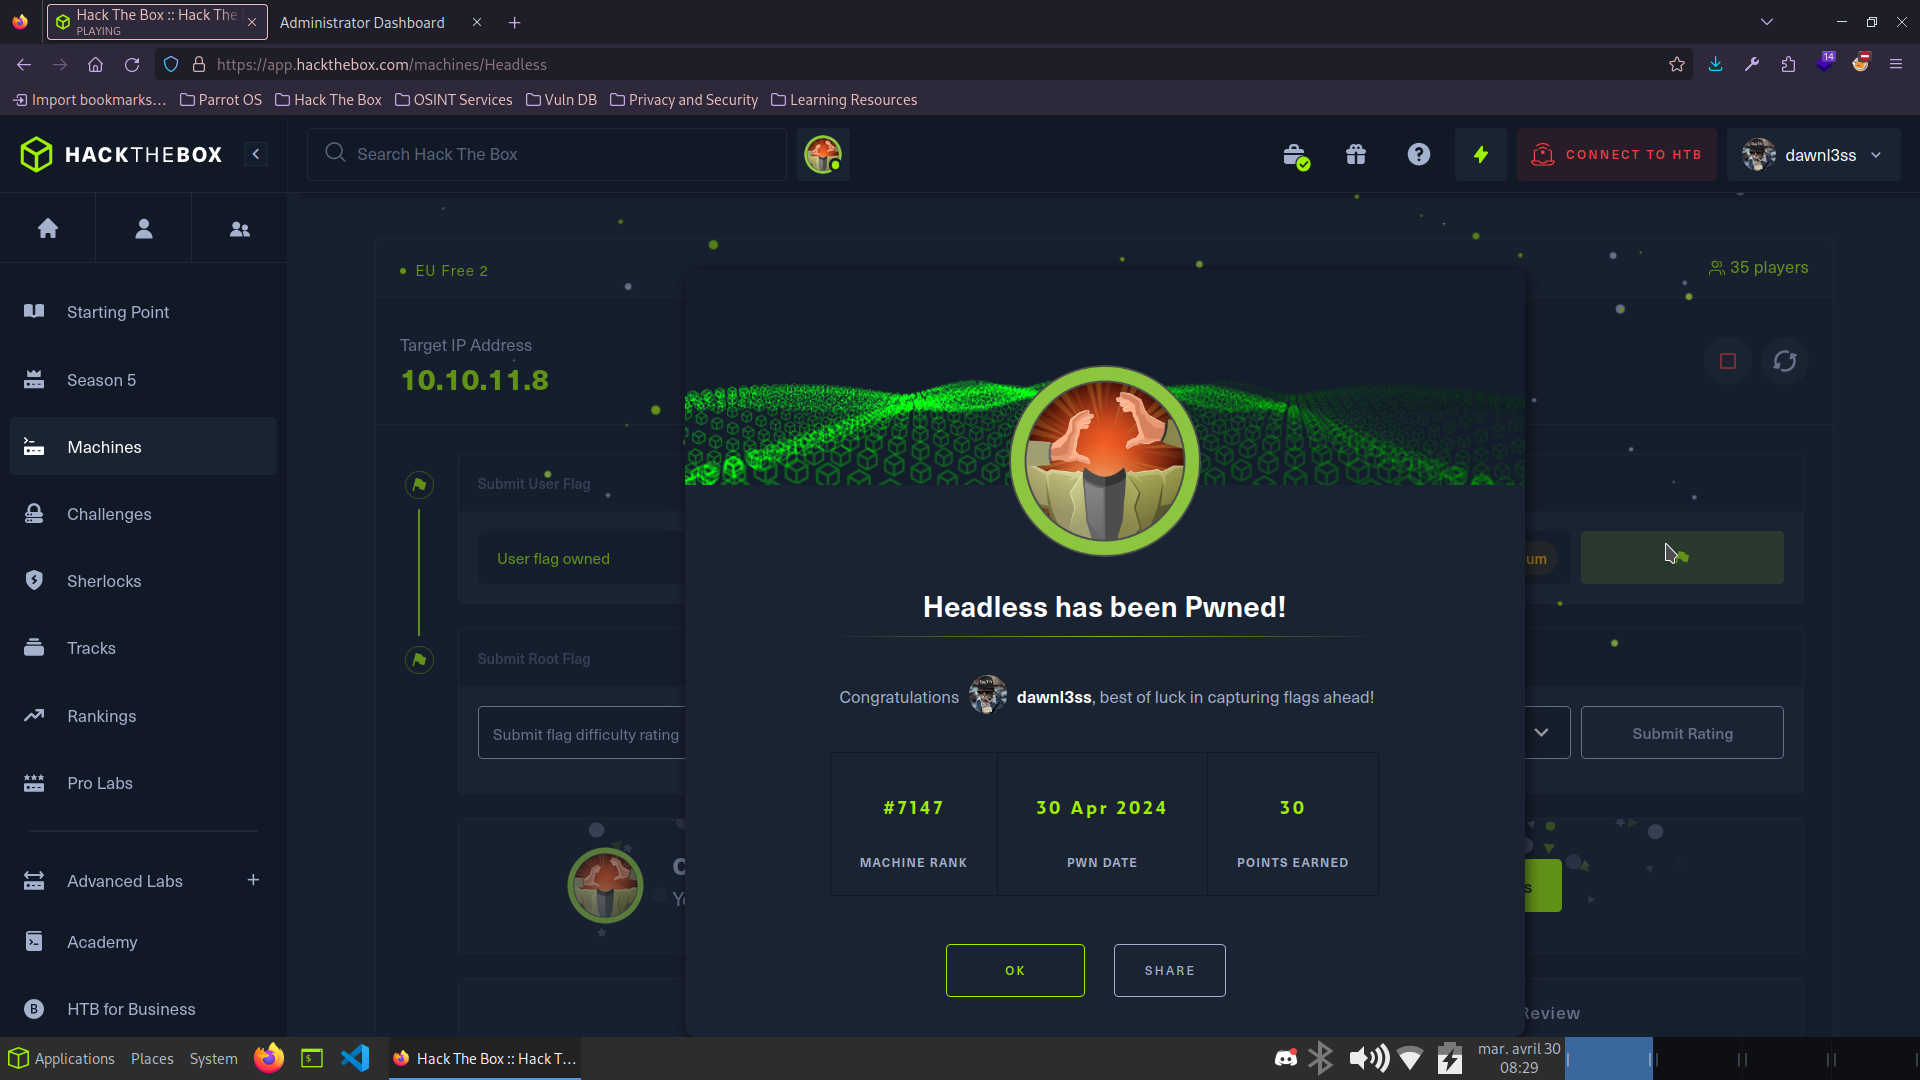 Hack The Box :: Hack The
PLAYING
Administrator Dashboard
https://app.hackthebox.com/machines/Headless
14
Import bookmarks...
Parrot OS
Hack The Box
OSINT Services
Vuln DB
Privacy and Security
Learning Resources
HACKTHEBOX
Search Hack The Box
CONNECT TO HTB
dawnl3ss
Starting Point
Season 5
Machines
Challenges
Sherlocks
Tracks
Rankings
Pro Labs
Advanced Labs
Academy
HTB for Business
EU Free 2
35 players
Target IP Address
10.10.11.8
Submit User Flag
User flag owned
um
Submit Root Flag
Submit flag difficulty rating
Submit Rating
Headless has been Pwned!
Congratulations dawnl3ss, best of luck in capturing flags ahead!
#7147
MACHINE RANK
30 Apr 2024
PWN DATE
30
POINTS EARNED
OK
SHARE
Review
Applications
Places
System
Hack The Box :: Hack T...
mar. avril 30
08:29